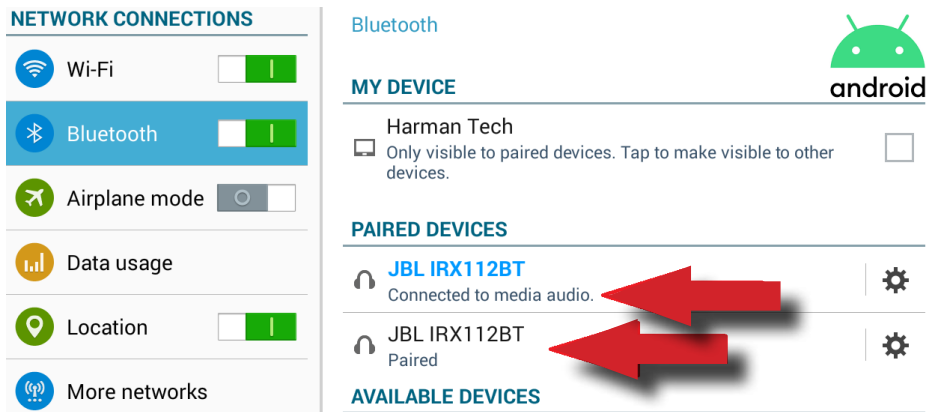 NETWORK CONNECTIONS
Wi-Fi
Bluetooth
Airplane mode
Data usage
Location
More networks
Bluetooth
android
MY DEVICE
Harman Tech
Only visible to paired devices. Tap to make visible to other
devices.
PAIRED DEVICES
JBL IRX112BT
Connected to media audio.
JBL IRX112BT
Paired
AVAILABLE DEVICES